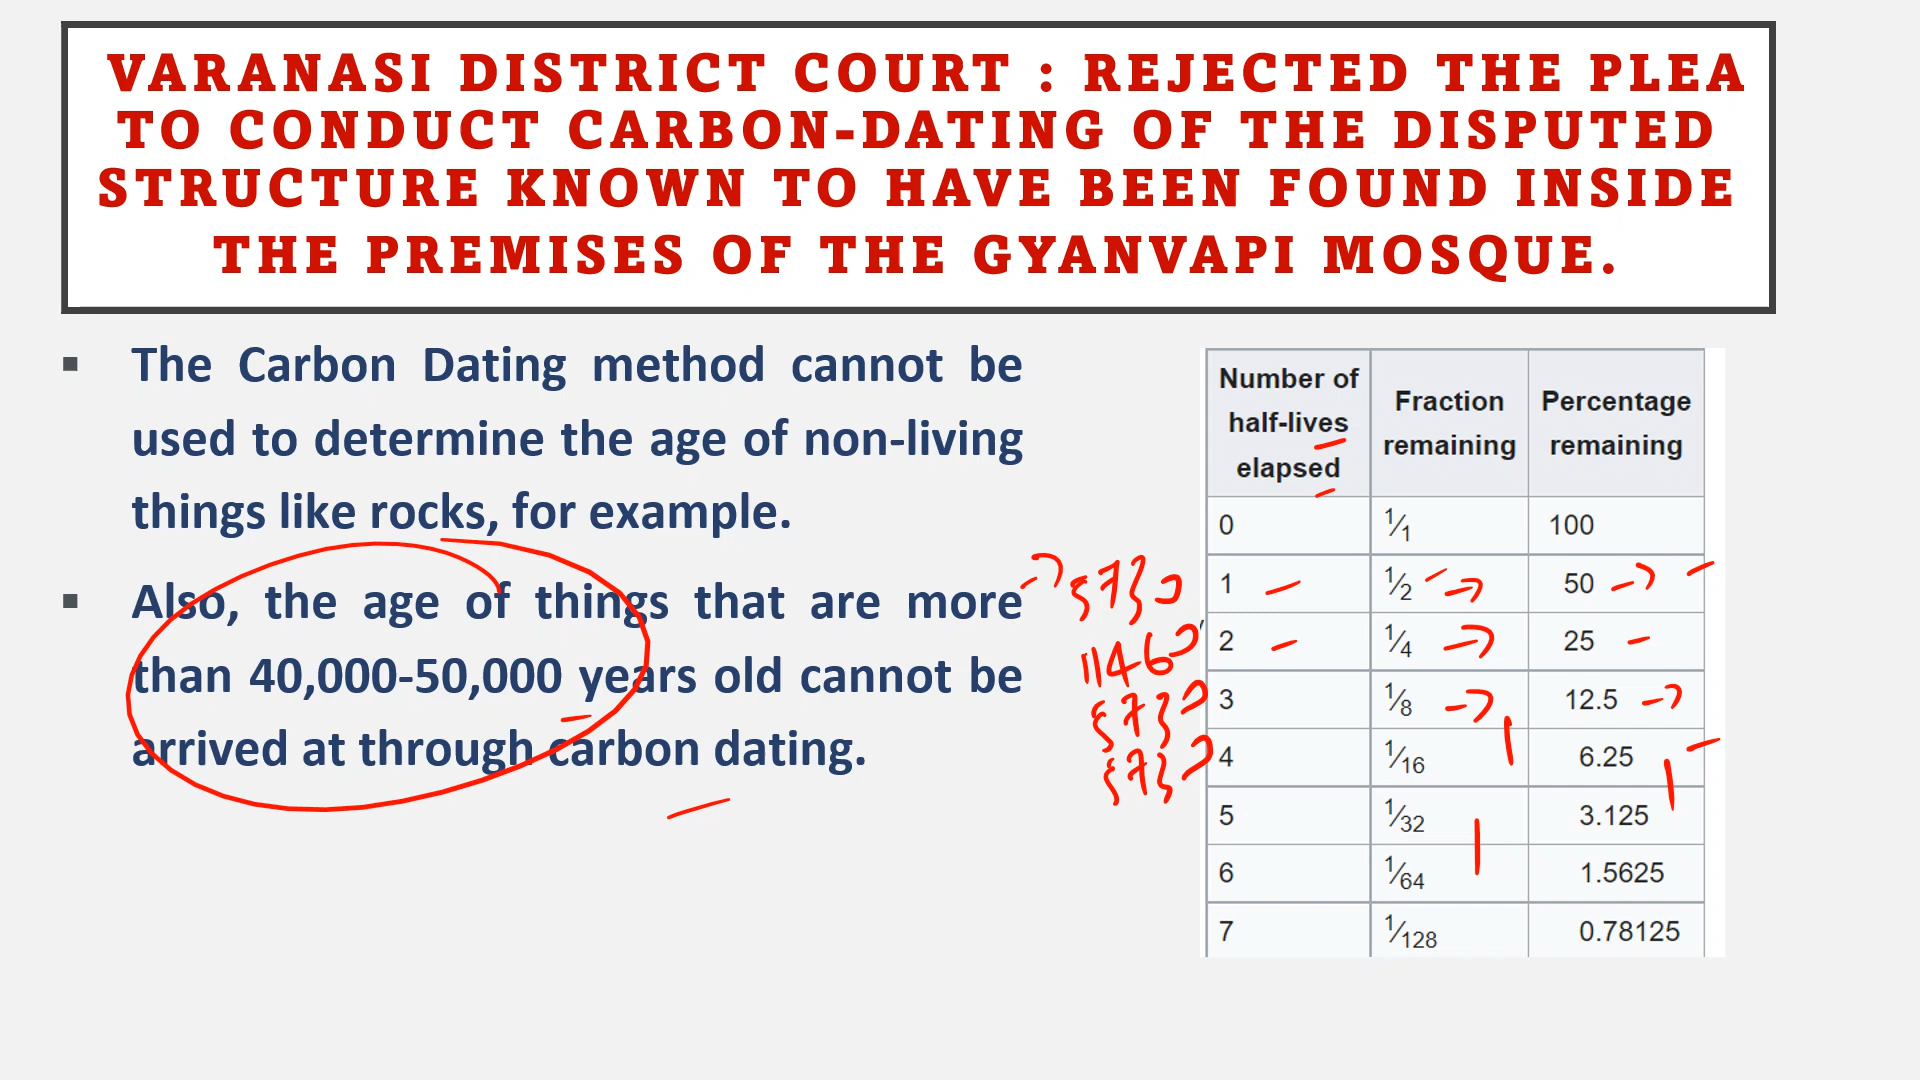 VARANASI DISTRICT COURT : REJECTED THE PLEA
TO CONDUCT CARBON-DATING OF THE DISPUTED
STRUCTURE KNOWN TO HAVE BEEN FOUND INSIDE
THE PREMISES OF THE GYANVAPI MOSQUE.
▪ The Carbon Dating method cannot be
used to determine the age of non-living
things like rocks, for example.
▪ Also, the age of things that are more
than 40,000-50,000 years old cannot be
arrived at through carbon dating.
5730
11460
5730
5730
Number of half-lives elapsed Fraction remaining Percentage remaining
0 1/1 100
1 1/2 50
2 1/4 25
3 1/8 12.5
4 1/16 6.25
5 1/32 3.125
6 1/64 1.5625
7 1/128 0.78125